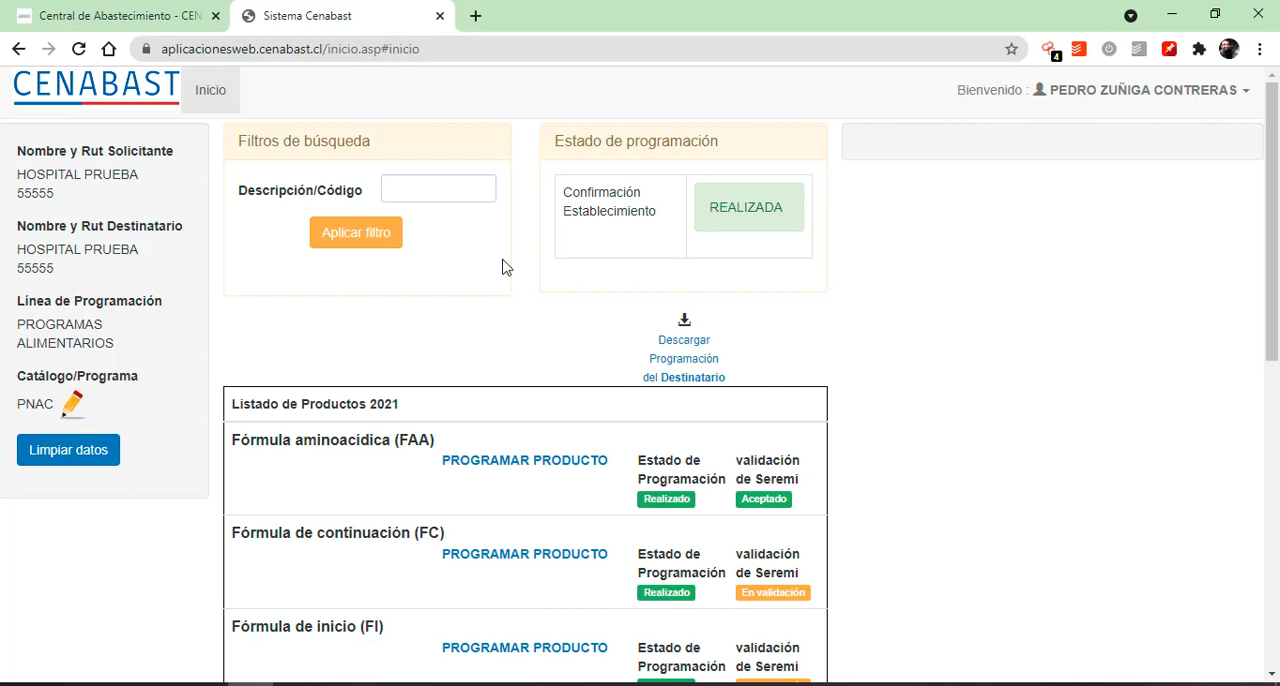 Central de Abastecimiento - CEN
Sistema Cenabast
aplicacionesweb.cenabast.cl/inicio.asp#inicio
4
CENABAST
Inicio
Bienvenido : PEDRO ZUÑIGA CONTRERAS
Nombre y Rut Solicitante
HOSPITAL PRUEBA
55555
Nombre y Rut Destinatario
HOSPITAL PRUEBA
55555
Línea de Programación
PROGRAMAS
ALIMENTARIOS
Catálogo/Programa
PNAC
Limpiar datos
Filtros de búsqueda
Descripción/Código
Aplicar filtro
Estado de programación
Confirmación
Establecimiento
REALIZADA
Descargar
Programación
del Destinatario
Listado de Productos 2021
Fórmula aminoacidica (FAA)
PROGRAMAR PRODUCTO
Estado de
Programación
Realizado
validación
de Seremi
Aceptado
Fórmula de continuación (FC)
PROGRAMAR PRODUCTO
Estado de
Programación
Realizado
validación
de Seremi
En validación
Fórmula de inicio (FI)
PROGRAMAR PRODUCTO
Estado de
Programación
validación
de Seremi